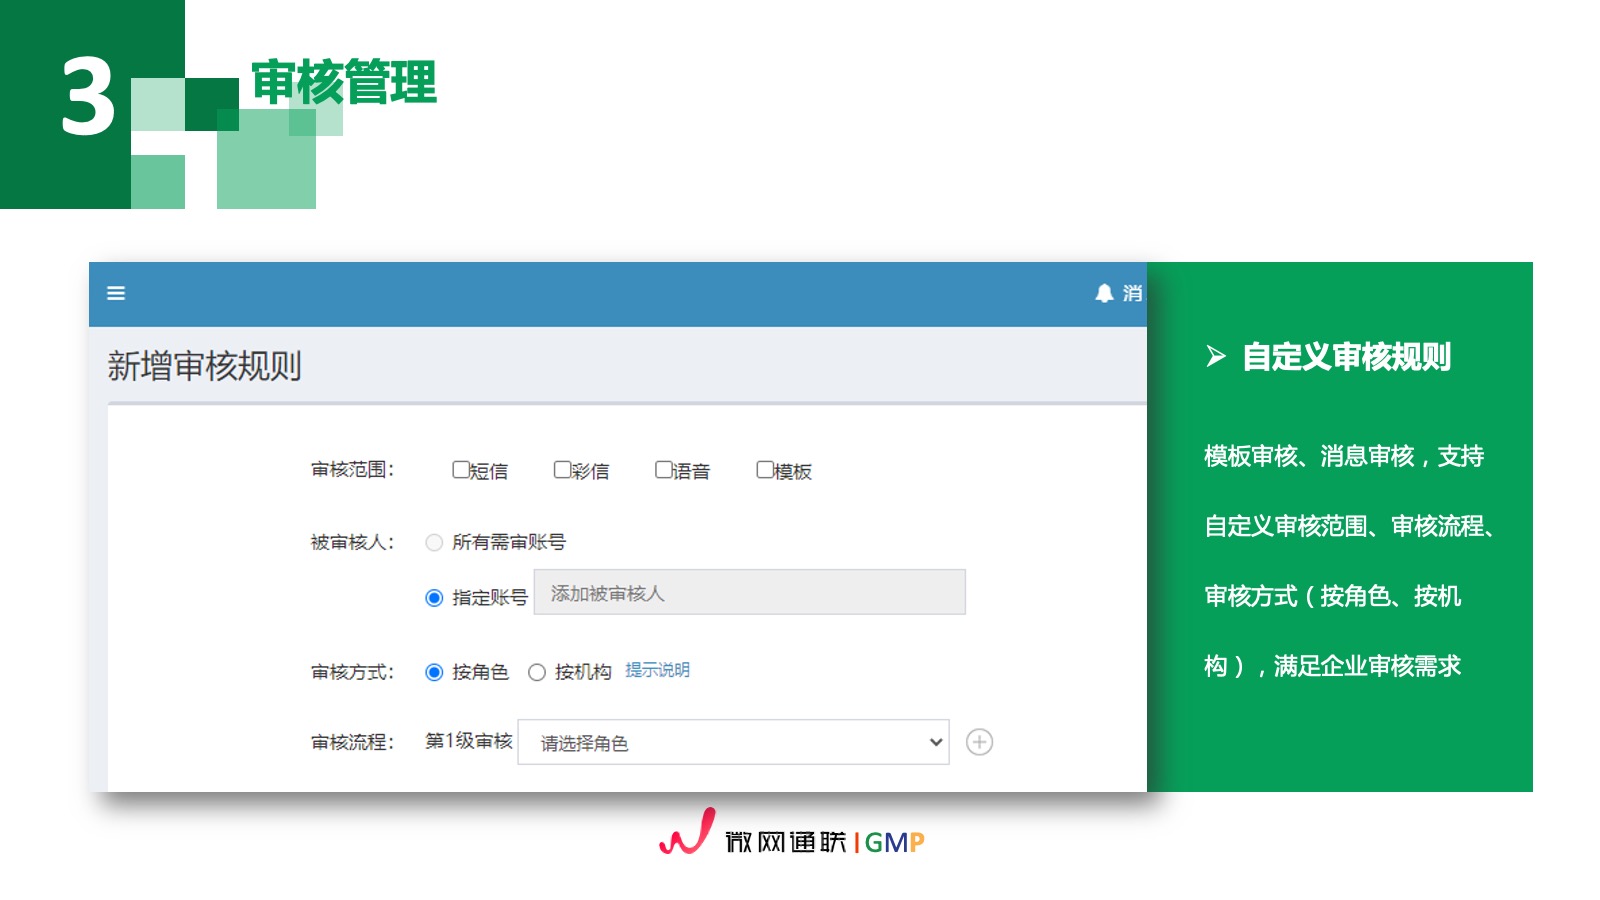 3
审核管理
消
新增审核规则
审核范围：
短信
彩信
语音
模板
被审核人：
所有需审账号
指定账号
添加被审核人
审核方式：
按角色
按机构
提示说明
审核流程：
第1级审核
请选择角色
➢ 自定义审核规则
模板审核、消息审核，支持
自定义审核范围、审核流程、
审核方式（按角色、按机
构），满足企业审核需求
微网通联|GMP